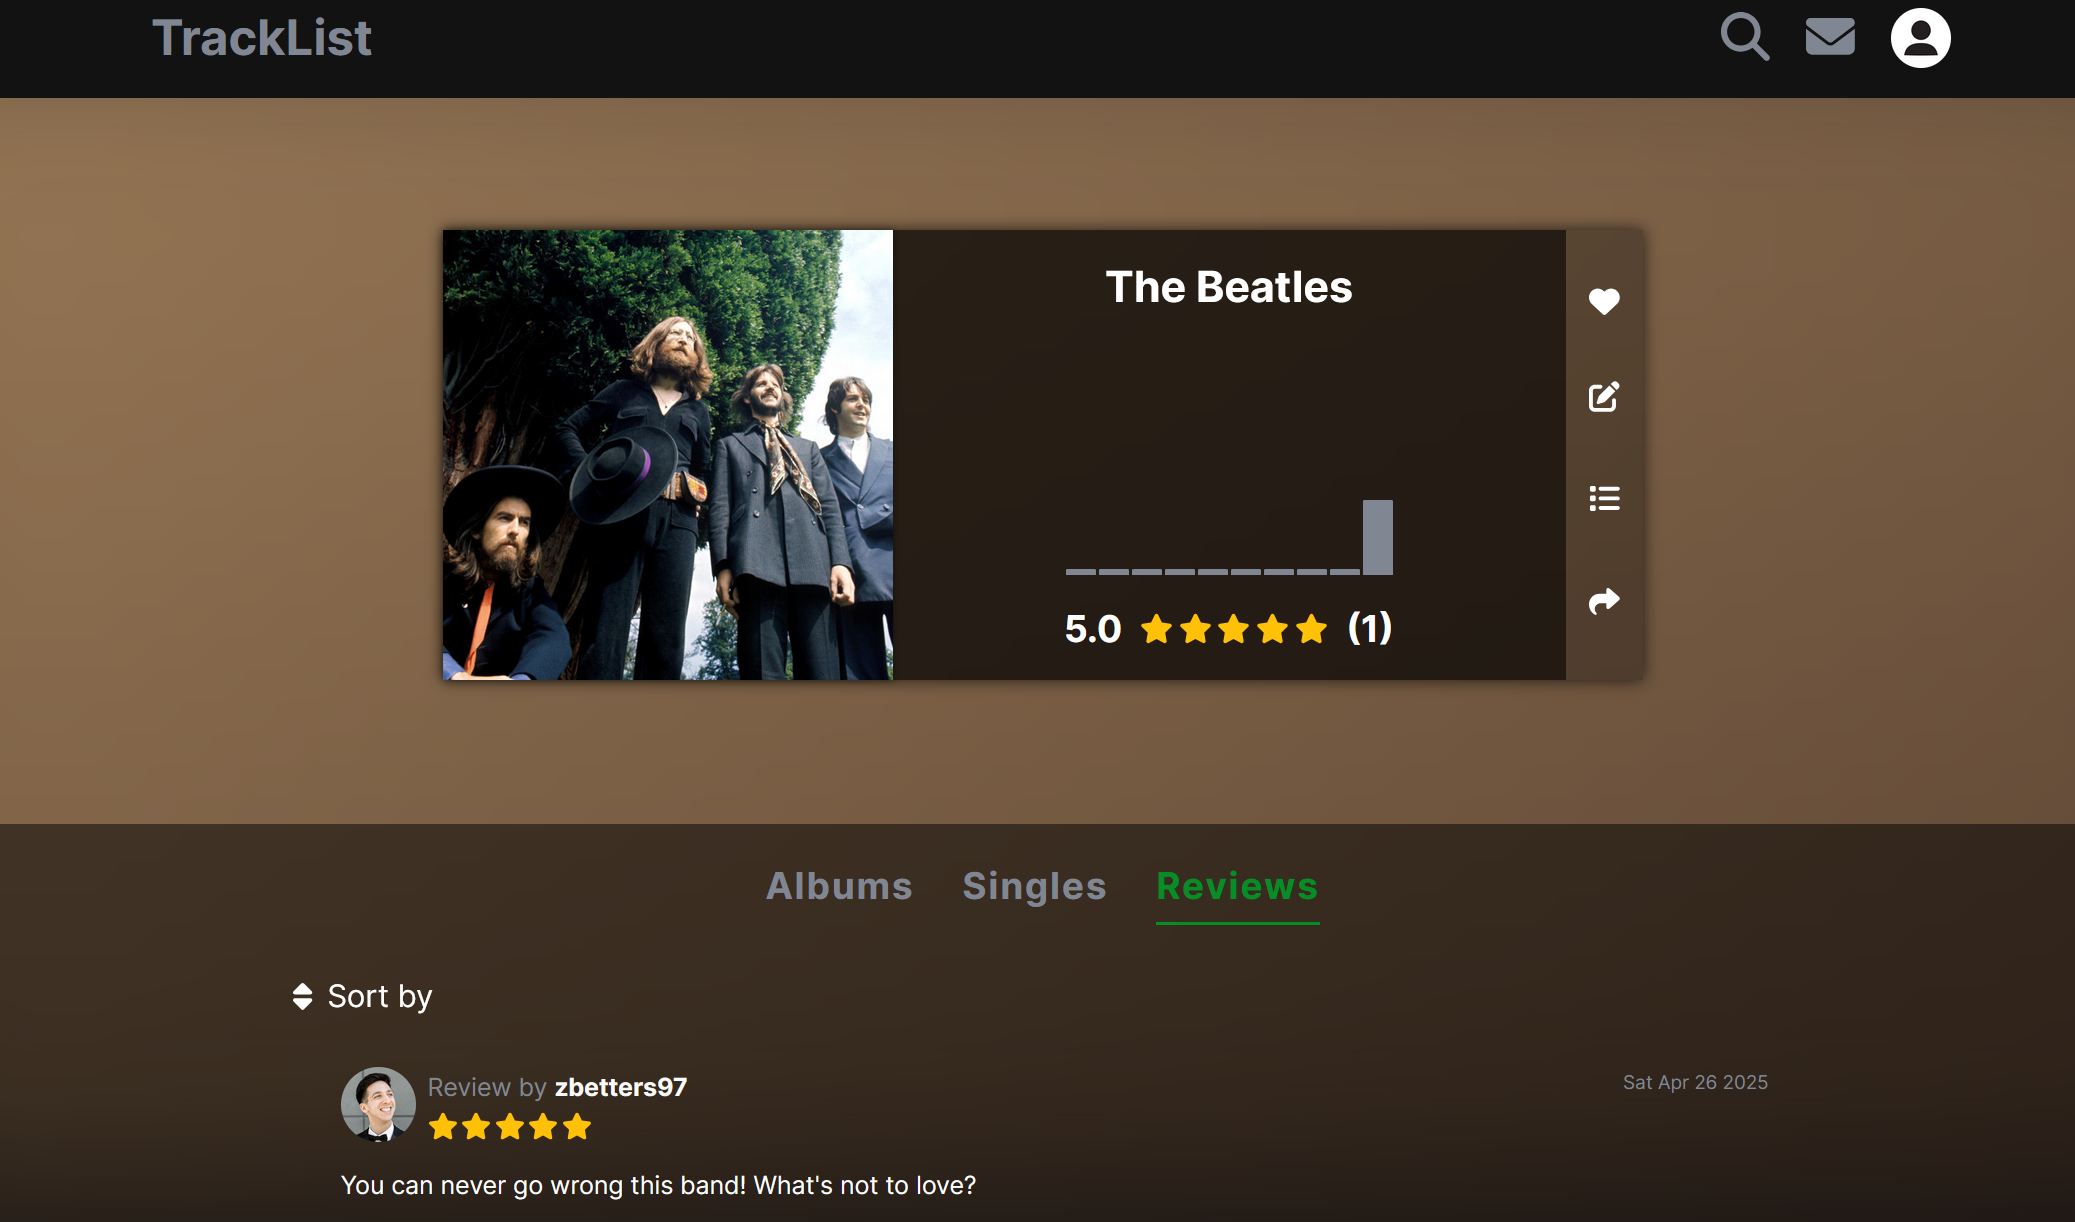 TrackList
The Beatles
5.0 (1)
Albums Singles Reviews
Sort by
Review by zbetters97
Sat Apr 26 2025
You can never go wrong this band! What's not to love?